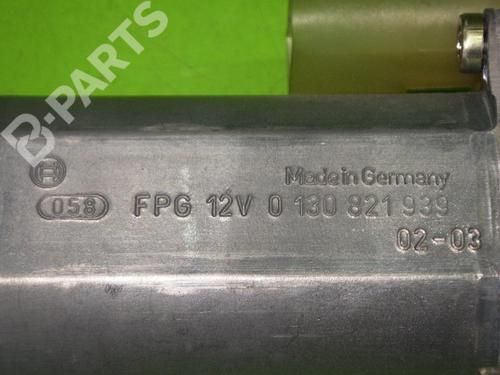 B-PARTS
Made in Germany
058 FPG 12V 0 130 821 939
02-03